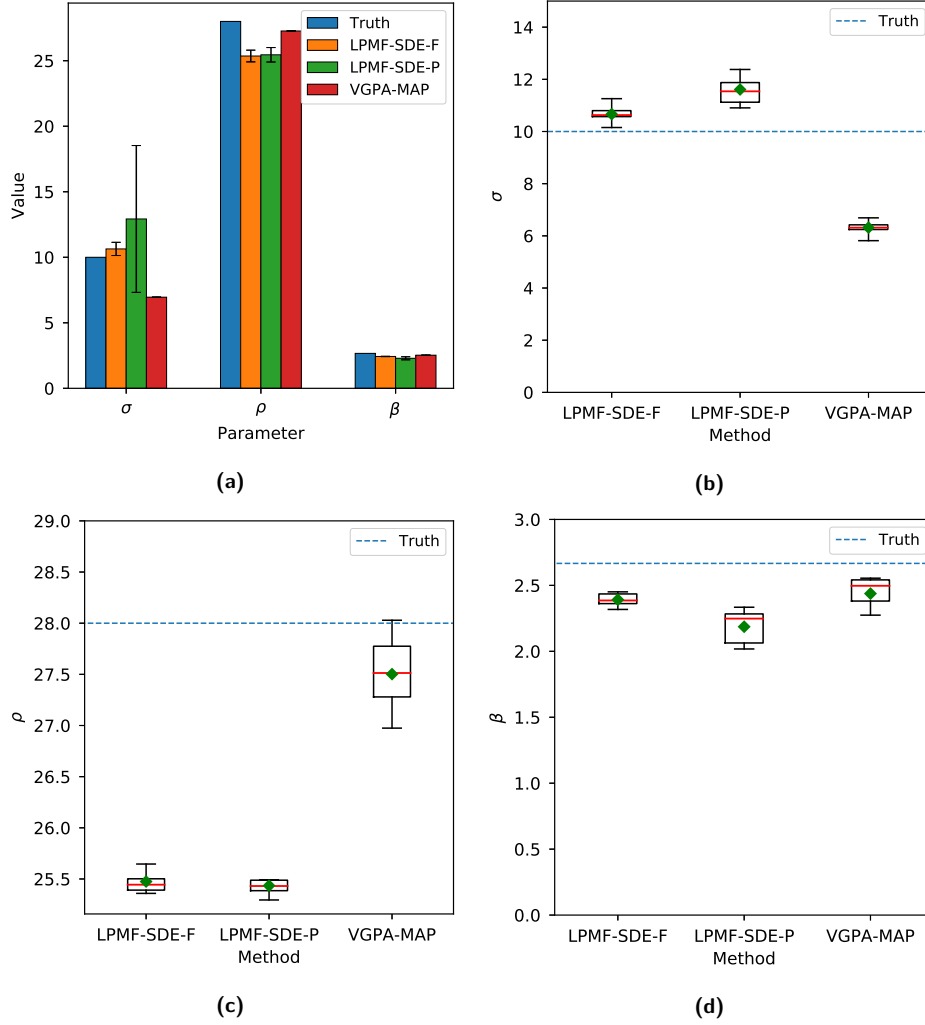 Truth
LPMF-SDE-F
LPMF-SDE-P
VGPA-MAP
25
20
15
10
5
0
Value
σ
ρ
β
Parameter
(a)
Truth
14
12
10
8
6
4
2
0
σ
LPMF-SDE-F
LPMF-SDE-P
VGPA-MAP
Method
(b)
Truth
29.0
28.5
28.0
27.5
27.0
26.5
26.0
25.5
ρ
LPMF-SDE-F
LPMF-SDE-P
VGPA-MAP
Method
(c)
Truth
3.0
2.5
2.0
1.5
1.0
0.5
0.0
β
LPMF-SDE-F
LPMF-SDE-P
VGPA-MAP
Method
(d)